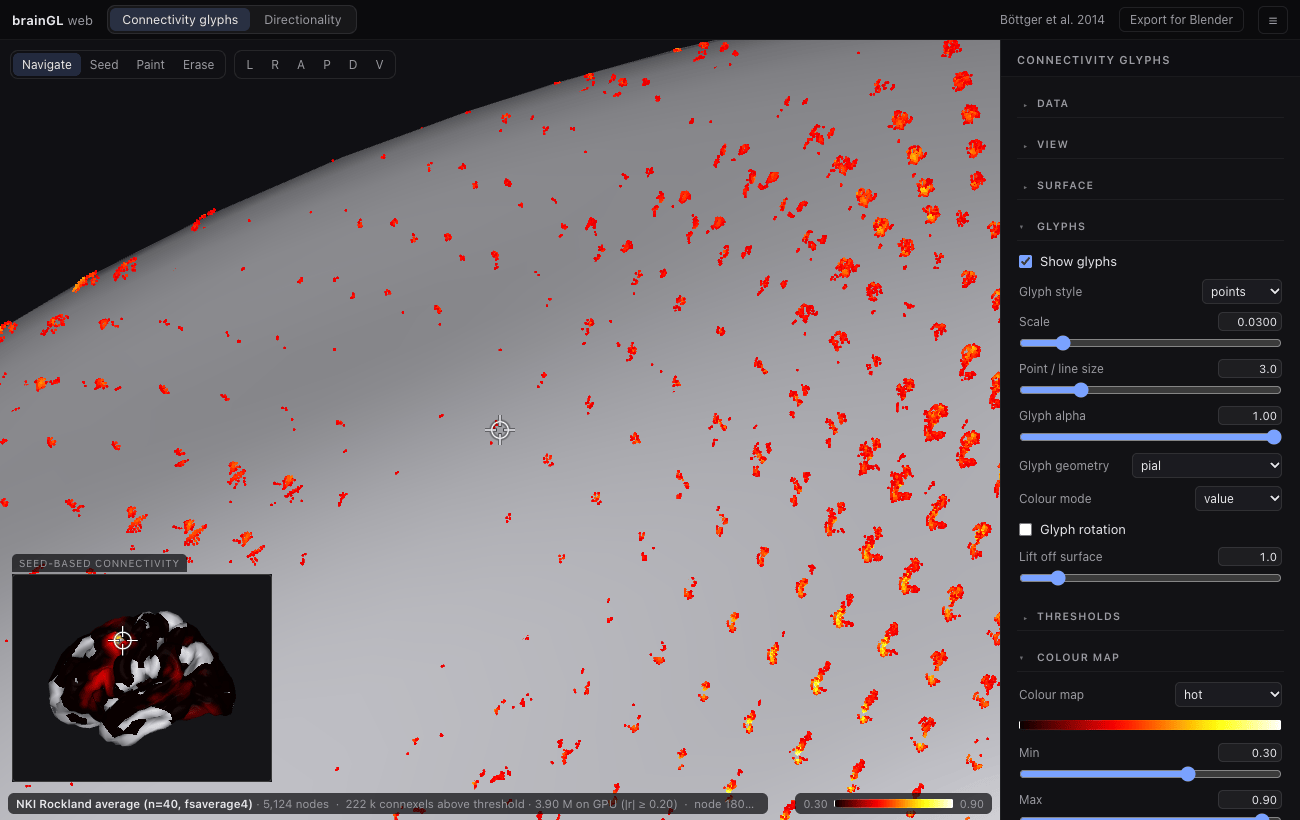 brainGL web
Connectivity glyphs
Directionality
Böttger et al. 2014
Export for Blender
≡
Navigate
Seed
Paint
Erase
L R A P D V
CONNECTIVITY GLYPHS
DATA
VIEW
SURFACE
GLYPHS
Show glyphs
Glyph style
points
Scale
0.0300
Point / line size
3.0
Glyph alpha
1.00
Glyph geometry
pial
Colour mode
value
Glyph rotation
Lift off surface
1.0
THRESHOLDS
COLOUR MAP
Colour map
hot
Min
0.30
Max
0.90
SEED-BASED CONNECTIVITY
NKI Rockland average (n=40, fsaverage4) · 5,124 nodes · 222 k connexels above threshold · 3.90 M on GPU (|r| ≥ 0.20) · node 180…
0.30
0.90